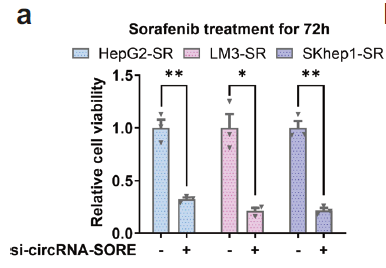 a
Sorafenib treatment for 72h
HepG2-SR LM3-SR SKhep1-SR
Relative cell viability
1.5
1.0
0.5
0.0
** * **
si-circRNA-SORE - + - + - +